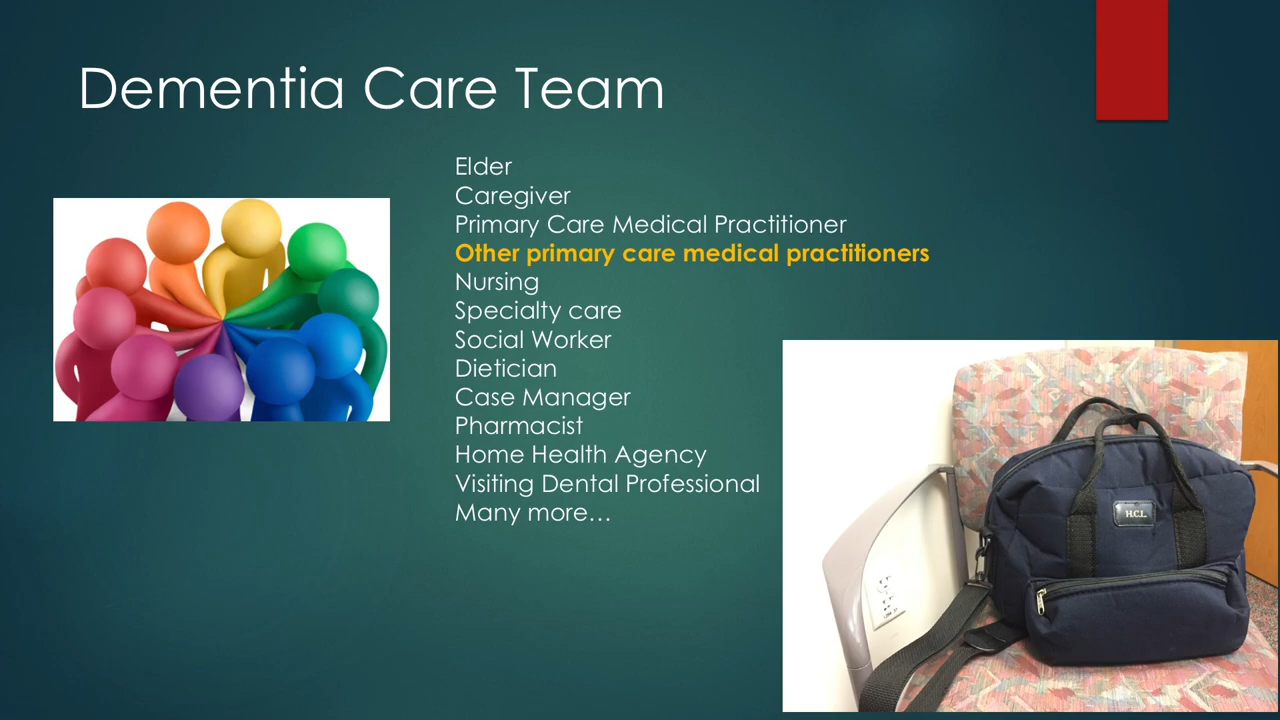 Dementia Care Team
Elder
Caregiver
Primary Care Medical Practitioner
Other primary care medical practitioners
Nursing
Specialty care
Social Worker
Dietician
Case Manager
Pharmacist
Home Health Agency
Visiting Dental Professional
Many more…
H.C.L.